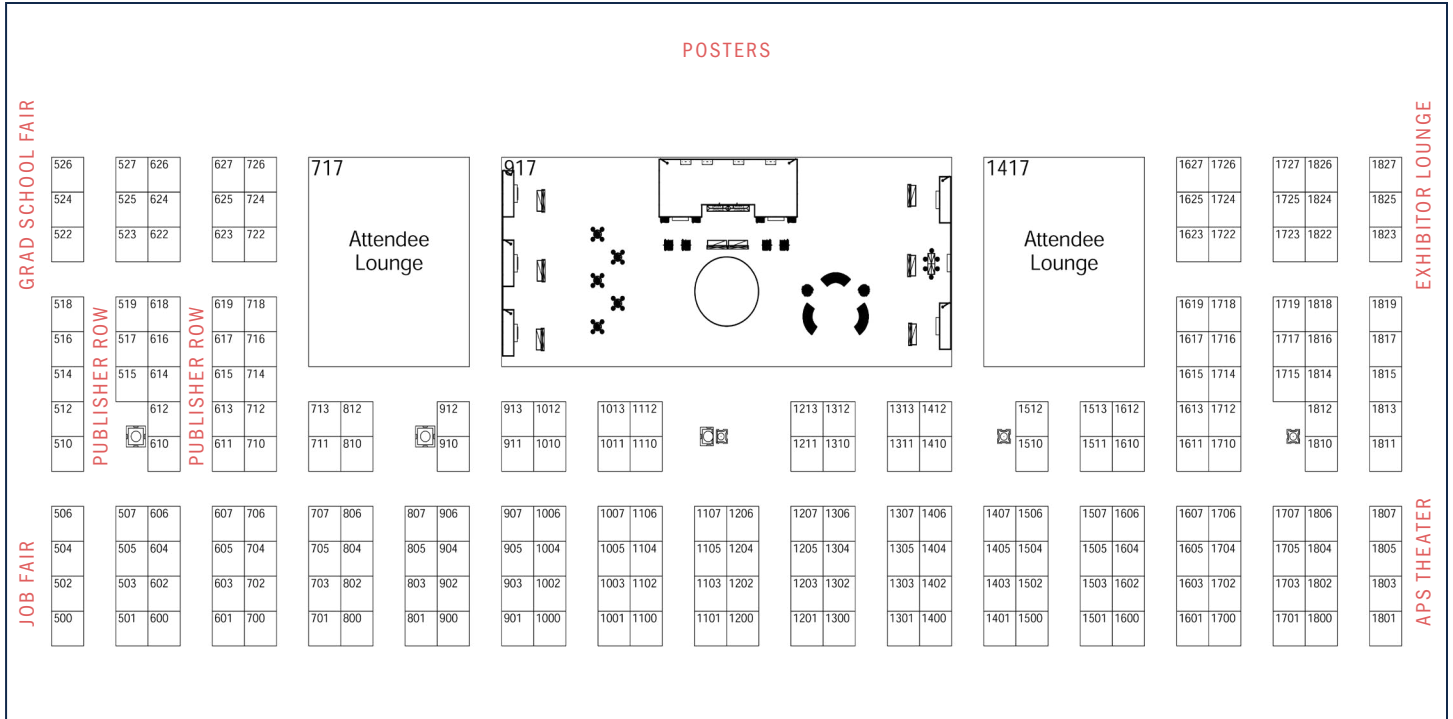 POSTERS
GRAD SCHOOL FAIR
EXHIBITOR LOUNGE
526 527 626 627 726 717 917 1417 1627 1726 1727 1826 1827
524 525 624 625 724 1625 1724 1725 1824 1825
522 523 622 623 722 1623 1722 1723 1822 1823
Attendee
Lounge
Attendee
Lounge
PUBLISHER ROW
PUBLISHER ROW
518 519 618 619 718 1619 1718 1719 1818 1819
516 517 616 617 716 1617 1716 1717 1816 1817
514 515 614 615 714 1615 1714 1715 1814 1815
512 612 613 712 713 812 912 913 1012 1013 1112 1213 1312 1313 1412 1512 1513 1612 1613 1712 1812 1813
510 610 611 710 711 810 910 911 1010 1011 1110 1211 1310 1311 1410 1510 1511 1610 1611 1710 1810 1811
JOB FAIR
APS THEATER
506 507 606 607 706 707 806 807 906 907 1006 1007 1106 1107 1206 1207 1306 1307 1406 1407 1506 1507 1606 1607 1706 1707 1806 1807
504 505 604 605 704 705 804 805 904 905 1004 1005 1104 1105 1204 1205 1304 1305 1404 1405 1504 1505 1604 1605 1704 1705 1804 1805
502 503 602 603 702 703 802 803 902 903 1002 1003 1102 1103 1202 1203 1302 1303 1402 1403 1502 1503 1602 1603 1702 1703 1802 1803
500 501 600 601 700 701 800 801 900 901 1000 1001 1100 1101 1200 1201 1300 1301 1400 1401 1500 1501 1600 1601 1700 1701 1800 1801